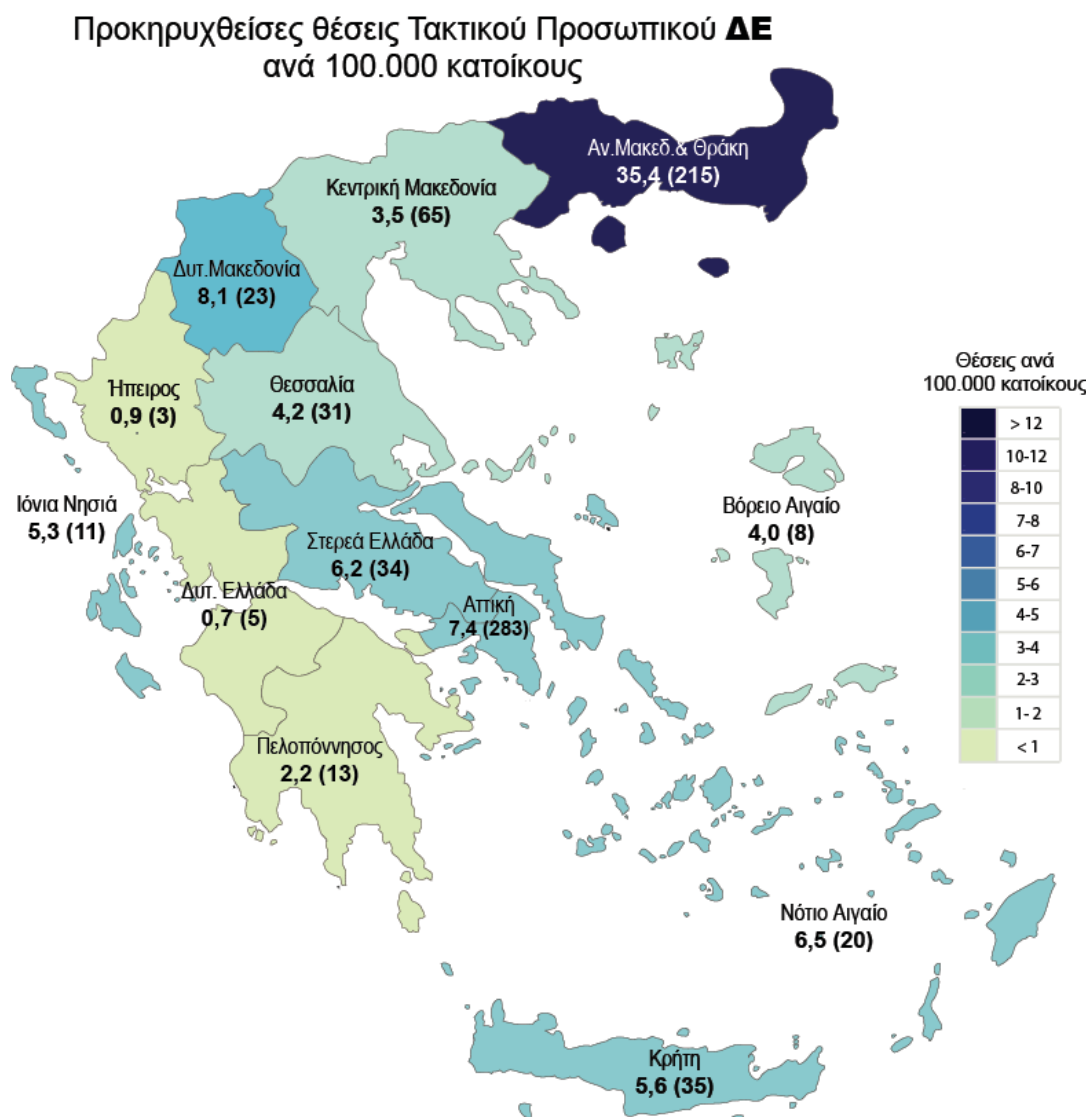 Προκηρυχθείσες θέσεις Τακτικού Προσωπικού ΔΕ
ανά 100.000 κατοίκους
Αν.Μακεδ.& Θράκη
35,4 (215)
Κεντρική Μακεδονία
3,5 (65)
Δυτ.Μακεδονία
8,1 (23)
Ήπειρος
0,9 (3)
Θεσσαλία
4,2 (31)
Ιόνια Νησιά
5,3 (11)
Στερεά Ελλάδα
6,2 (34)
Βόρειο Αιγαίο
4,0 (8)
Δυτ. Ελλάδα
0,7 (5)
Αττική
7,4 (283)
Πελοπόννησος
2,2 (13)
Νότιο Αιγαίο
6,5 (20)
Κρήτη
5,6 (35)
Θέσεις ανά
100.000 κατοίκους
> 12
10-12
8-10
7-8
6-7
5-6
4-5
3-4
2-3
1- 2
< 1